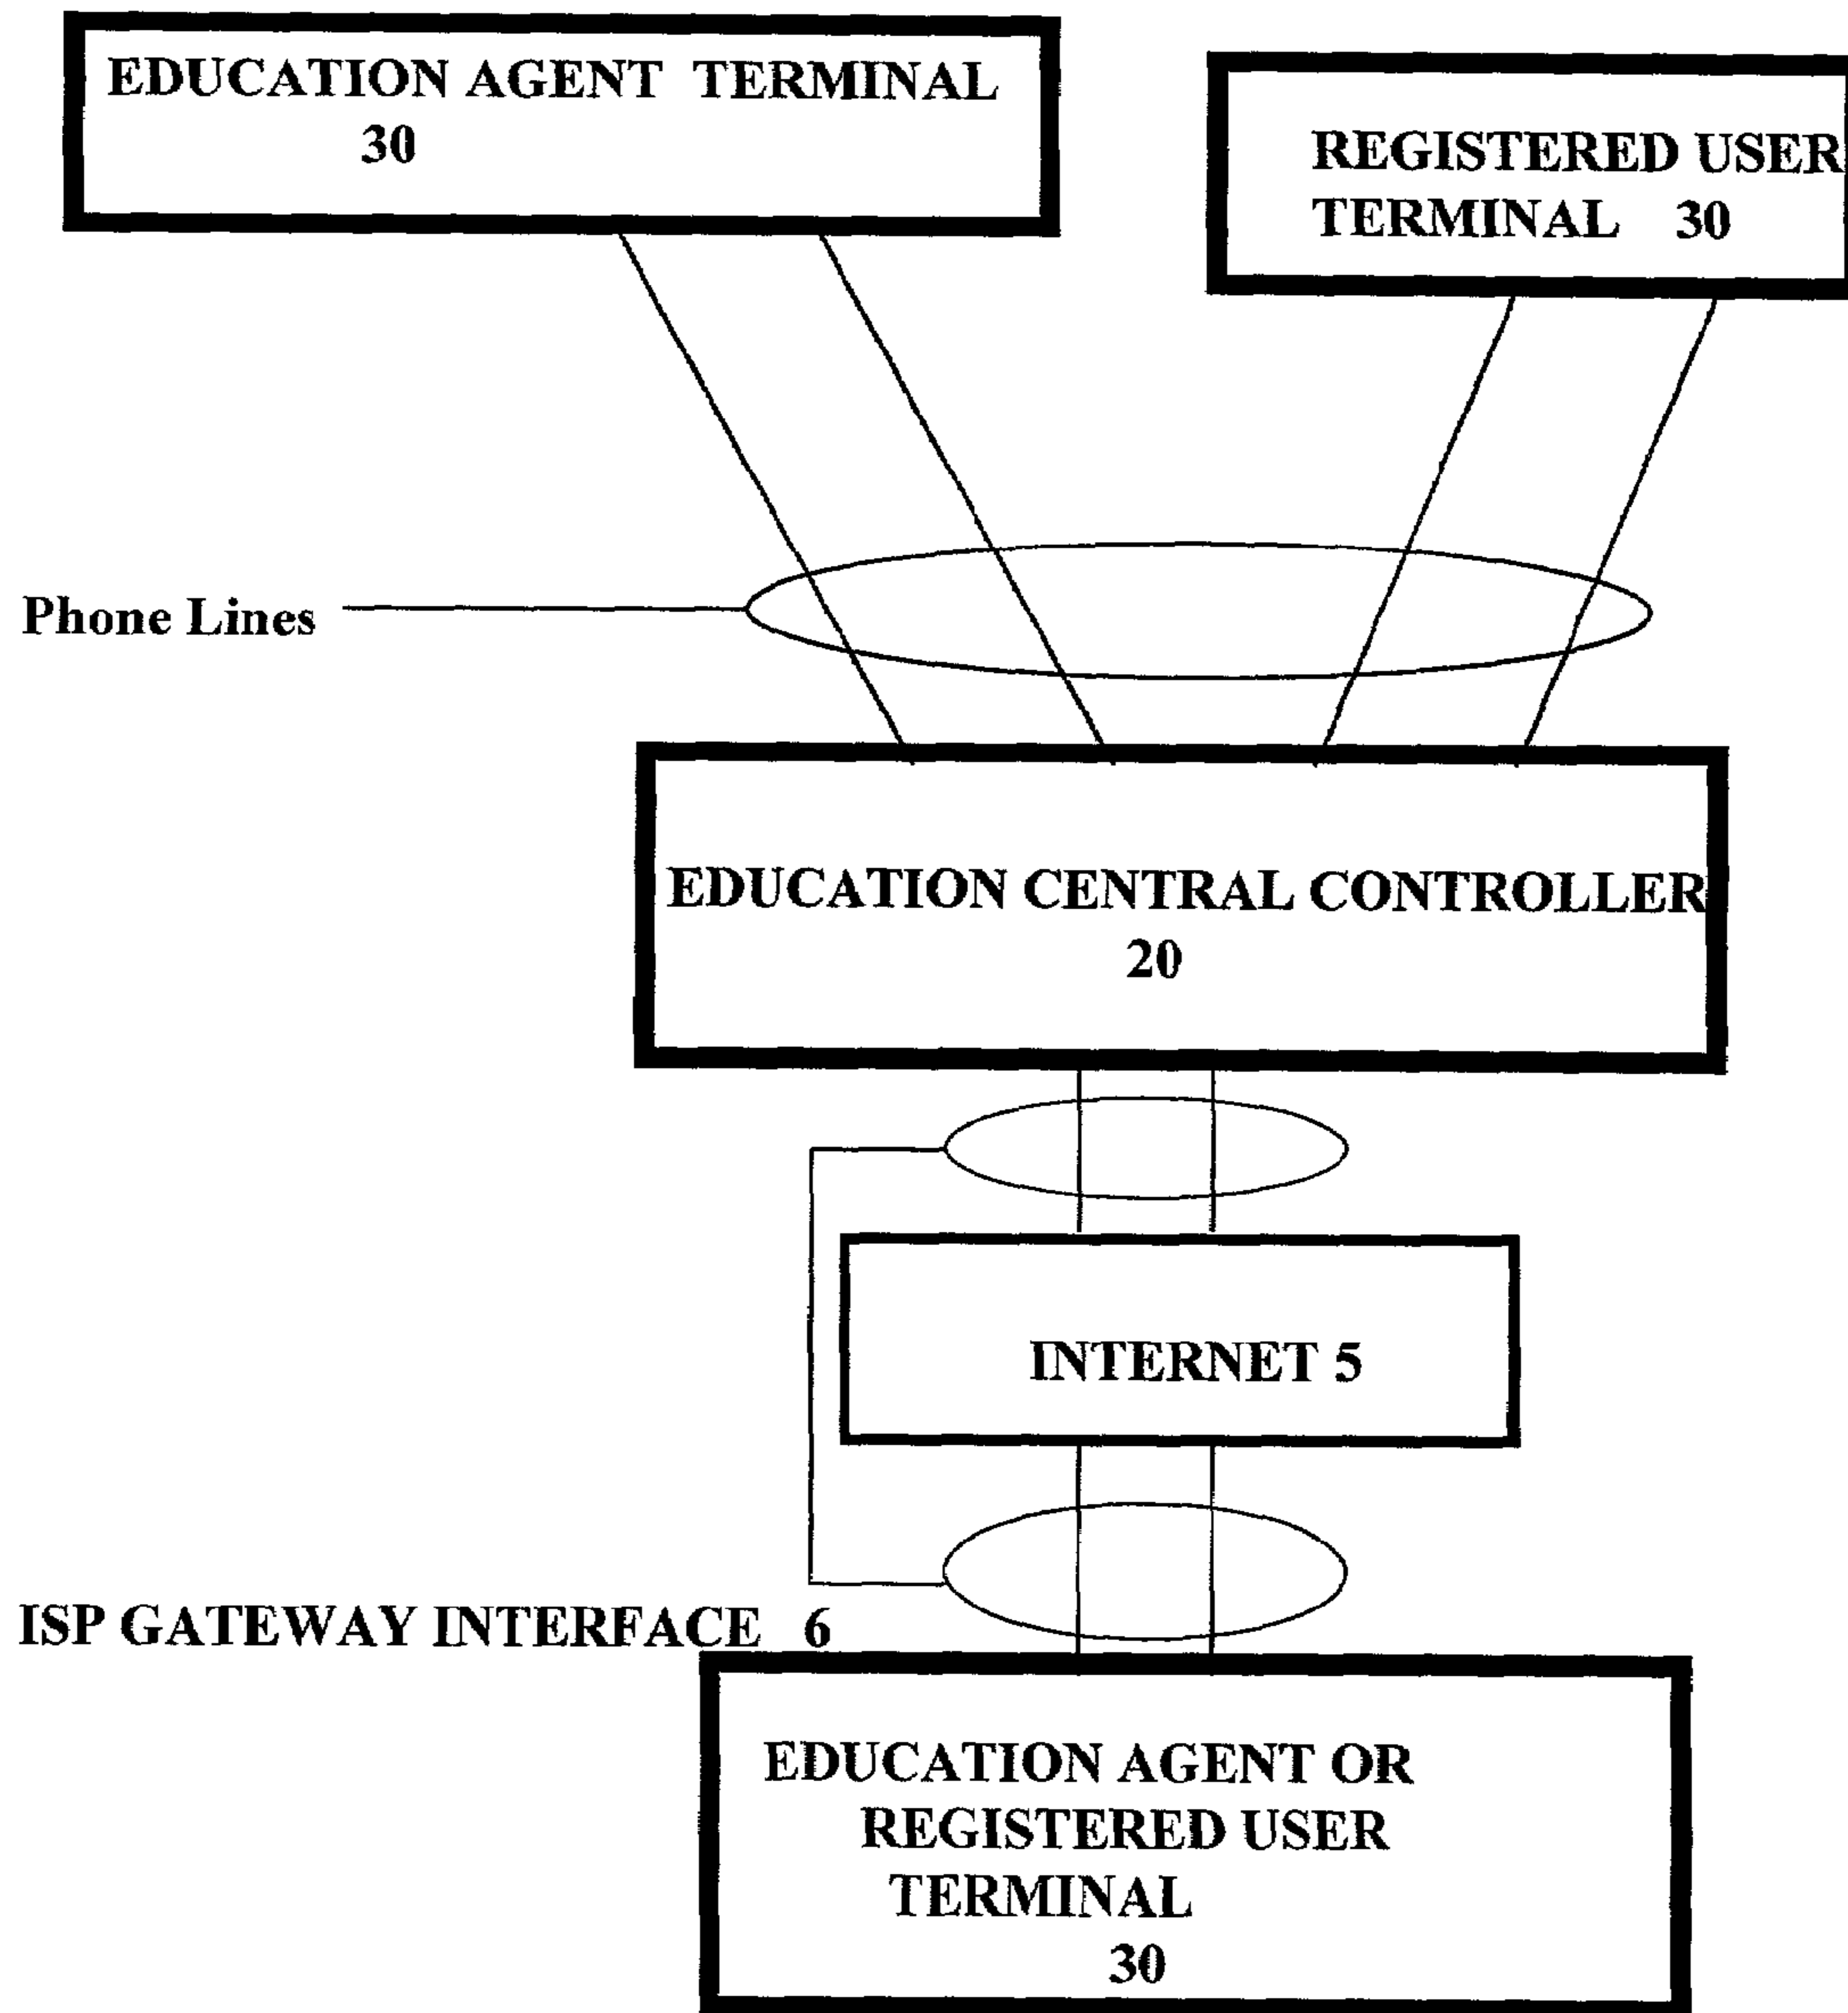 EDUCATION AGENT TERMINAL
30
REGISTERED USER
TERMINAL 30
Phone Lines
EDUCATION CENTRAL CONTROLLER
20
INTERNET 5
ISP GATEWAY INTERFACE 6
EDUCATION AGENT OR
REGISTERED USER
TERMINAL
30